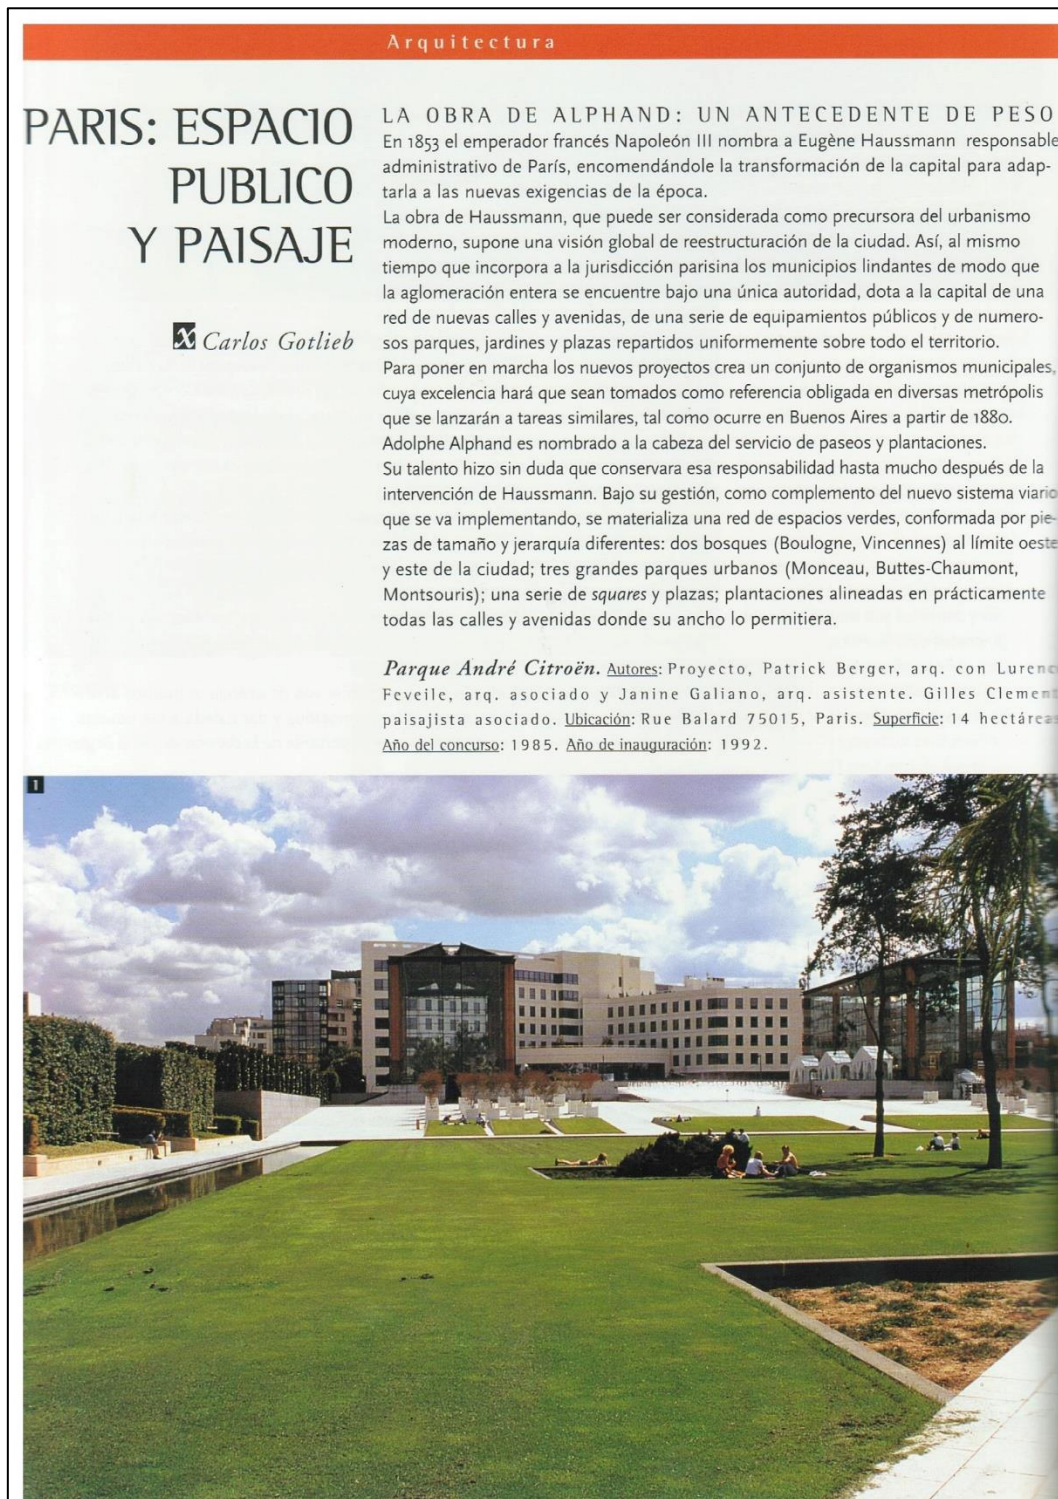 Arquitectura
PARIS: ESPACIO
PUBLICO
Y PAISAJE
x Carlos Gotlieb
LA OBRA DE ALPHAND: UN ANTECEDENTE DE PESO
En 1853 el emperador francés Napoleón III nombra a Eugène Haussmann responsable
administrativo de París, encomendándole la transformación de la capital para adap-
tarla a las nuevas exigencias de la época.
La obra de Haussmann, que puede ser considerada como precursora del urbanismo
moderno, supone una visión global de reestructuración de la ciudad. Así, al mismo
tiempo que incorpora a la jurisdicción parisina los municipios lindantes de modo que
la aglomeración entera se encuentre bajo una única autoridad, dota a la capital de una
red de nuevas calles y avenidas, de una serie de equipamientos públicos y de numero-
sos parques, jardines y plazas repartidos uniformemente sobre todo el territorio.
Para poner en marcha los nuevos proyectos crea un conjunto de organismos municipales,
cuya excelencia hará que sean tomados como referencia obligada en diversas metrópolis
que se lanzarán a tareas similares, tal como ocurre en Buenos Aires a partir de 1880.
Adolphe Alphand es nombrado a la cabeza del servicio de paseos y plantaciones.
Su talento hizo sin duda que conservara esa responsabilidad hasta mucho después de la
intervención de Haussmann. Bajo su gestión, como complemento del nuevo sistema viario
que se va implementando, se materializa una red de espacios verdes, conformada por pie-
zas de tamaño y jerarquía diferentes: dos bosques (Boulogne, Vincennes) al límite oeste
y este de la ciudad; tres grandes parques urbanos (Monceau, Buttes-Chaumont,
Montsouris); una serie de squares y plazas; plantaciones alineadas en prácticamente
todas las calles y avenidas donde su ancho lo permitiera.
Parque André Citroën. Autores: Proyecto, Patrick Berger, arq. con Lurence
Feveile, arq. asociado y Janine Galiano, arq. asistente. Gilles Clement
paisajista asociado. Ubicación: Rue Balard 75015, Paris. Superficie: 14 hectáreas
Año del concurso: 1985. Año de inauguración: 1992.
1